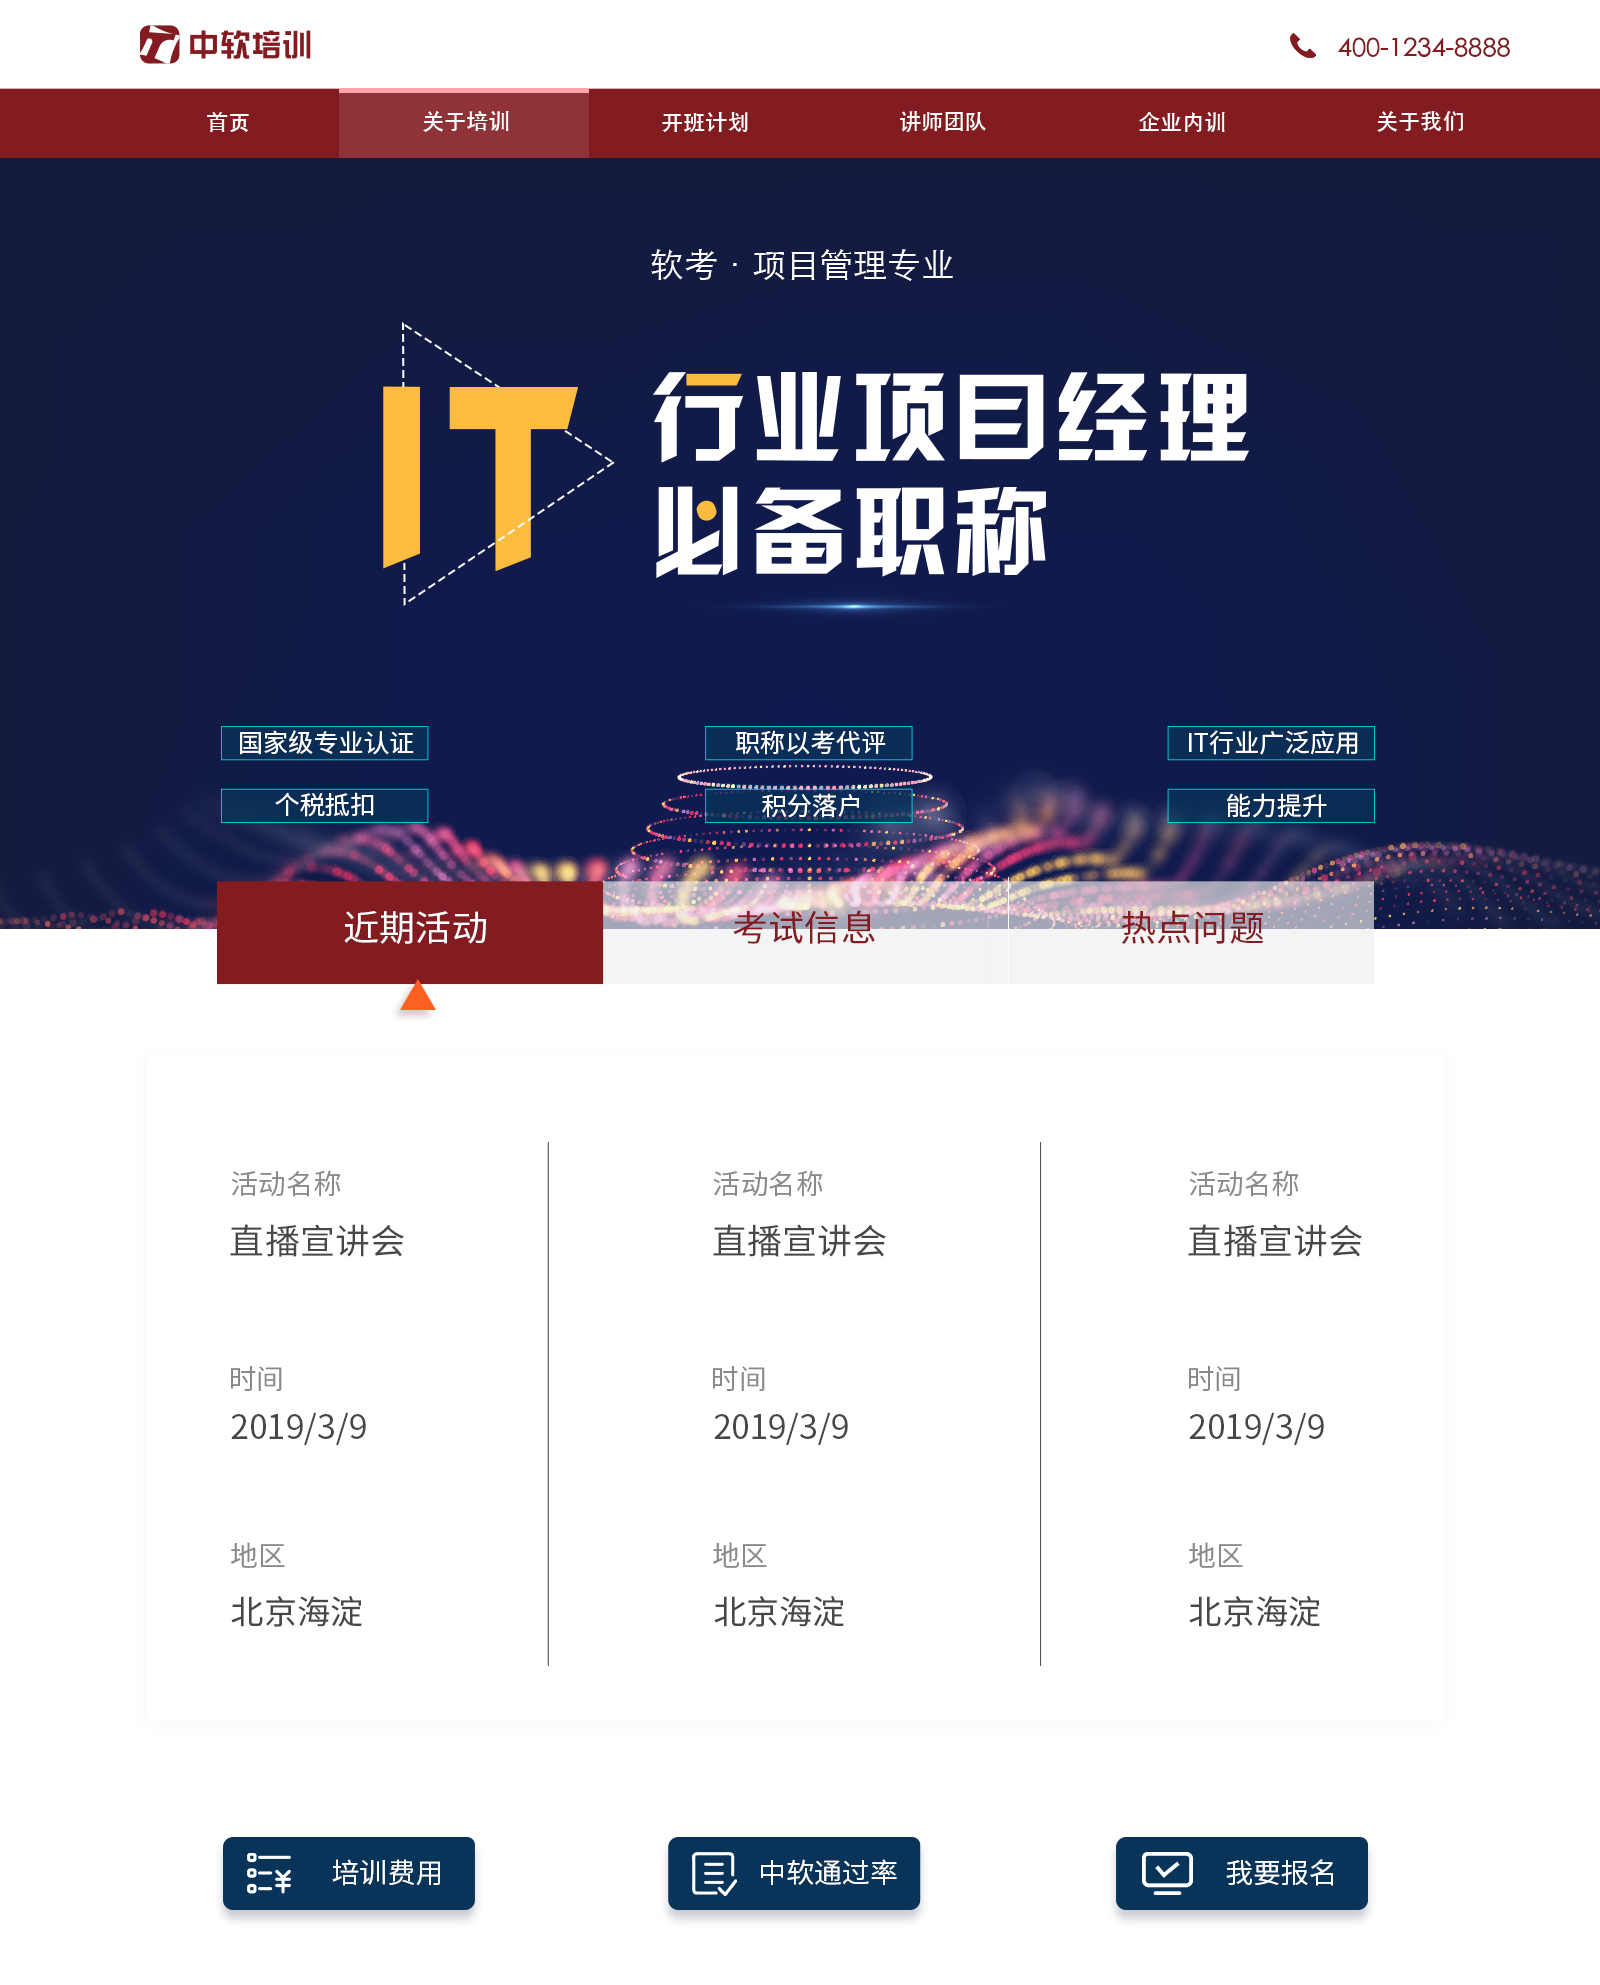 中软培训
400-1234-8888
首页 关于培训 开班计划 讲师团队 企业内训 关于我们
软考 · 项目管理专业
IT 行业项目经理
必备职称
国家级专业认证 职称以考代评 IT行业广泛应用
个税抵扣 积分落户 能力提升
近期活动 考试信息 热点问题
活动名称 活动名称 活动名称
直播宣讲会 直播宣讲会 直播宣讲会
时间 时间 时间
2019/3/9 2019/3/9 2019/3/9
地区 地区 地区
北京海淀 北京海淀 北京海淀
培训费用 中软通过率 我要报名